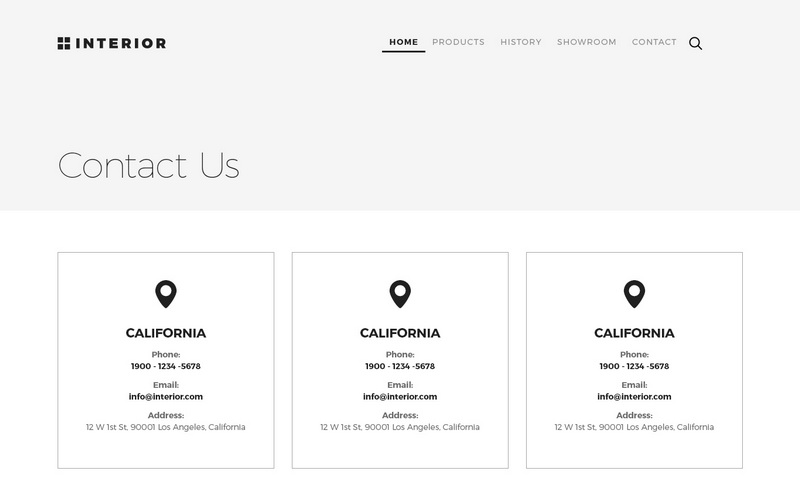 INTERIOR
HOME PRODUCTS HISTORY SHOWROOM CONTACT
Contact Us
CALIFORNIA
Phone:
1900 - 1234 -5678
Email:
info@interior.com
Address:
12 W 1st St, 90001 Los Angeles, California
CALIFORNIA
Phone:
1900 - 1234 -5678
Email:
info@interior.com
Address:
12 W 1st St, 90001 Los Angeles, California
CALIFORNIA
Phone:
1900 - 1234 -5678
Email:
info@interior.com
Address:
12 W 1st St, 90001 Los Angeles, California